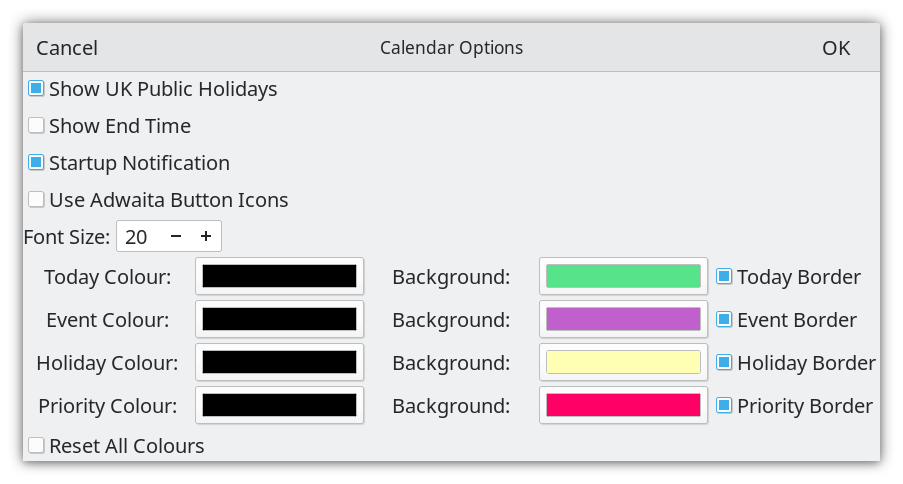 Cancel Calendar Options OK
Show UK Public Holidays
Show End Time
Startup Notification
Use Adwaita Button Icons
Font Size: 20 − +
Today Colour: Background: Today Border
Event Colour: Background: Event Border
Holiday Colour: Background: Holiday Border
Priority Colour: Background: Priority Border
Reset All Colours